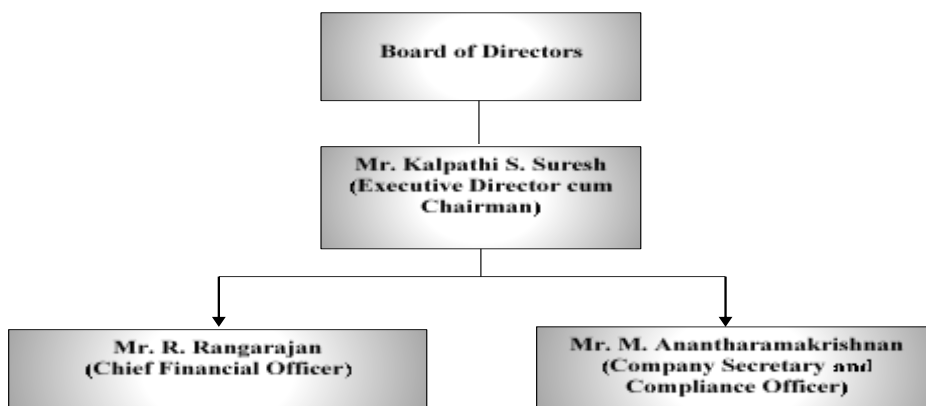 Board of Directors
Mr. Kalpathi S. Suresh
(Executive Director cum
Chairman)
Mr. R. Rangarajan
(Chief Financial Officer)
Mr. M. Anantharamakrishnan
(Company Secretary and
Compliance Officer)